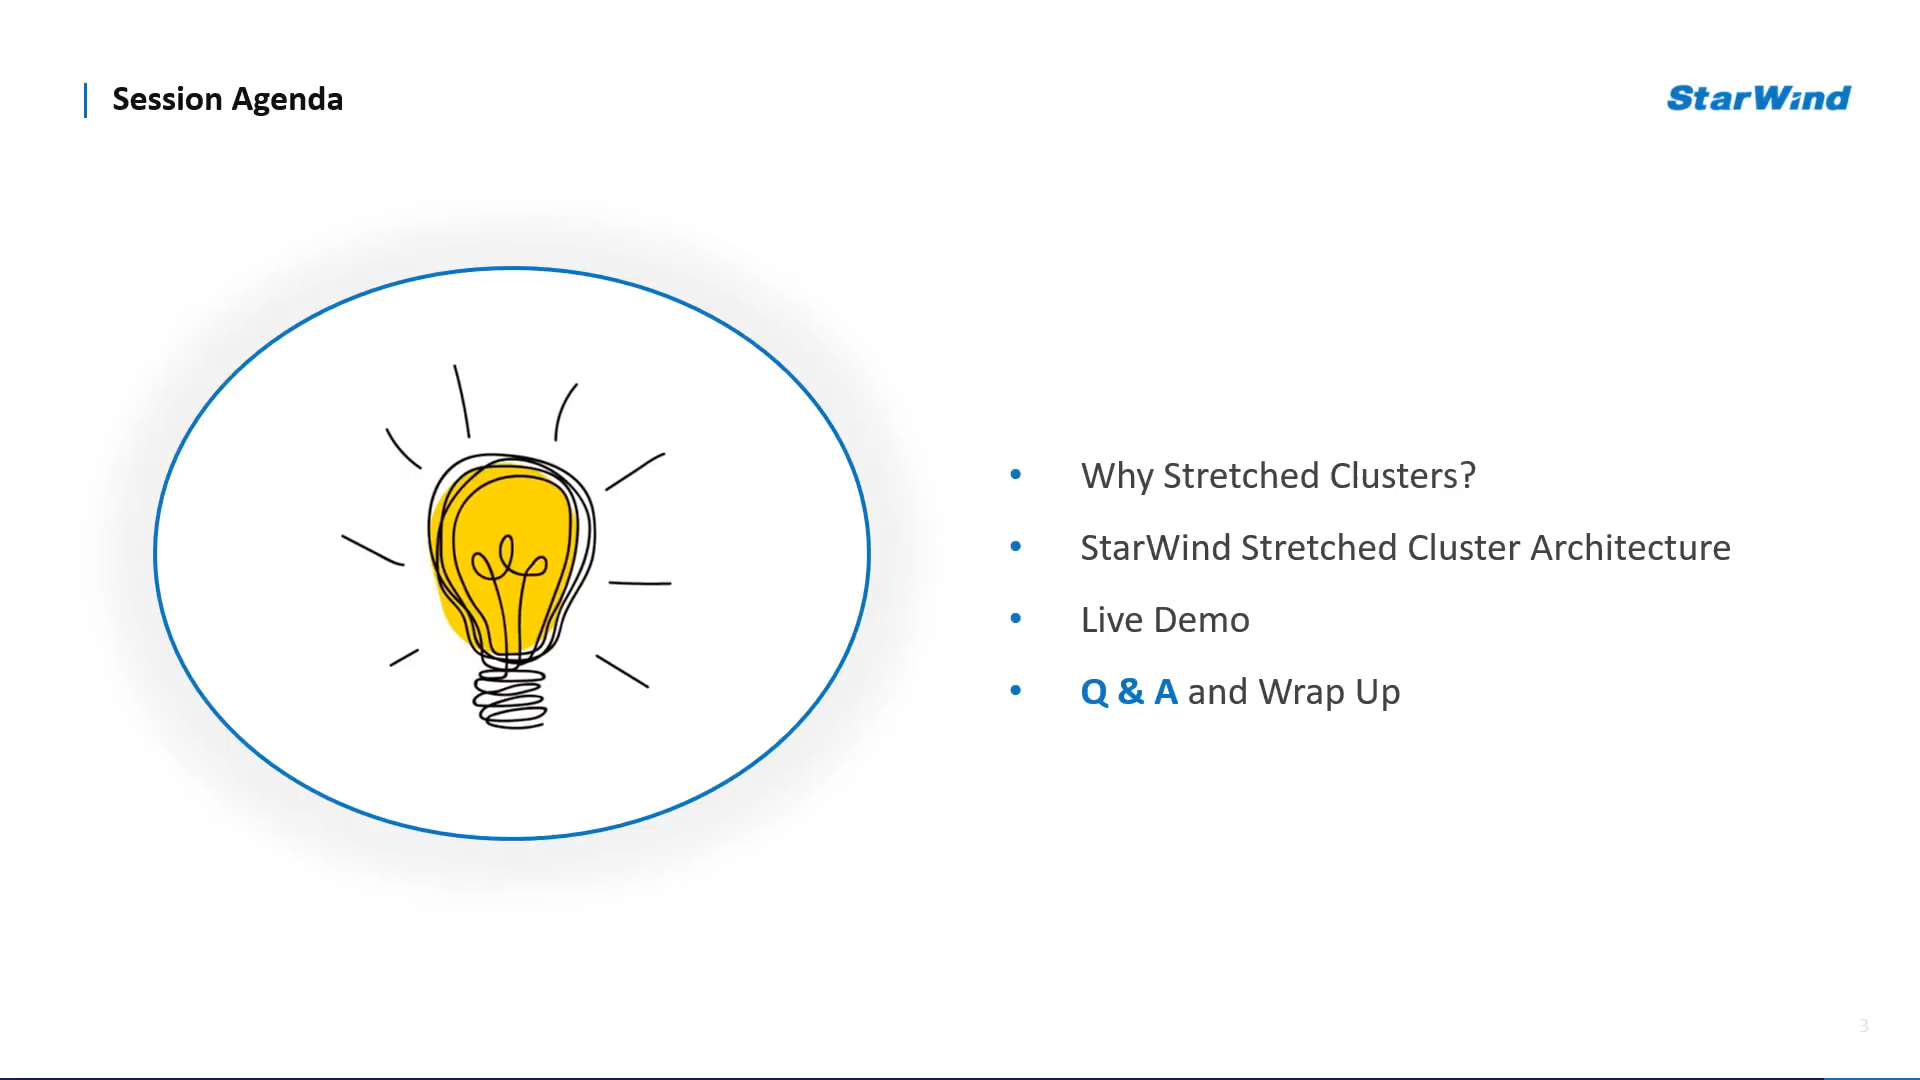 Session Agenda
StarWind
• Why Stretched Clusters?
• StarWind Stretched Cluster Architecture
• Live Demo
• Q & A and Wrap Up
3